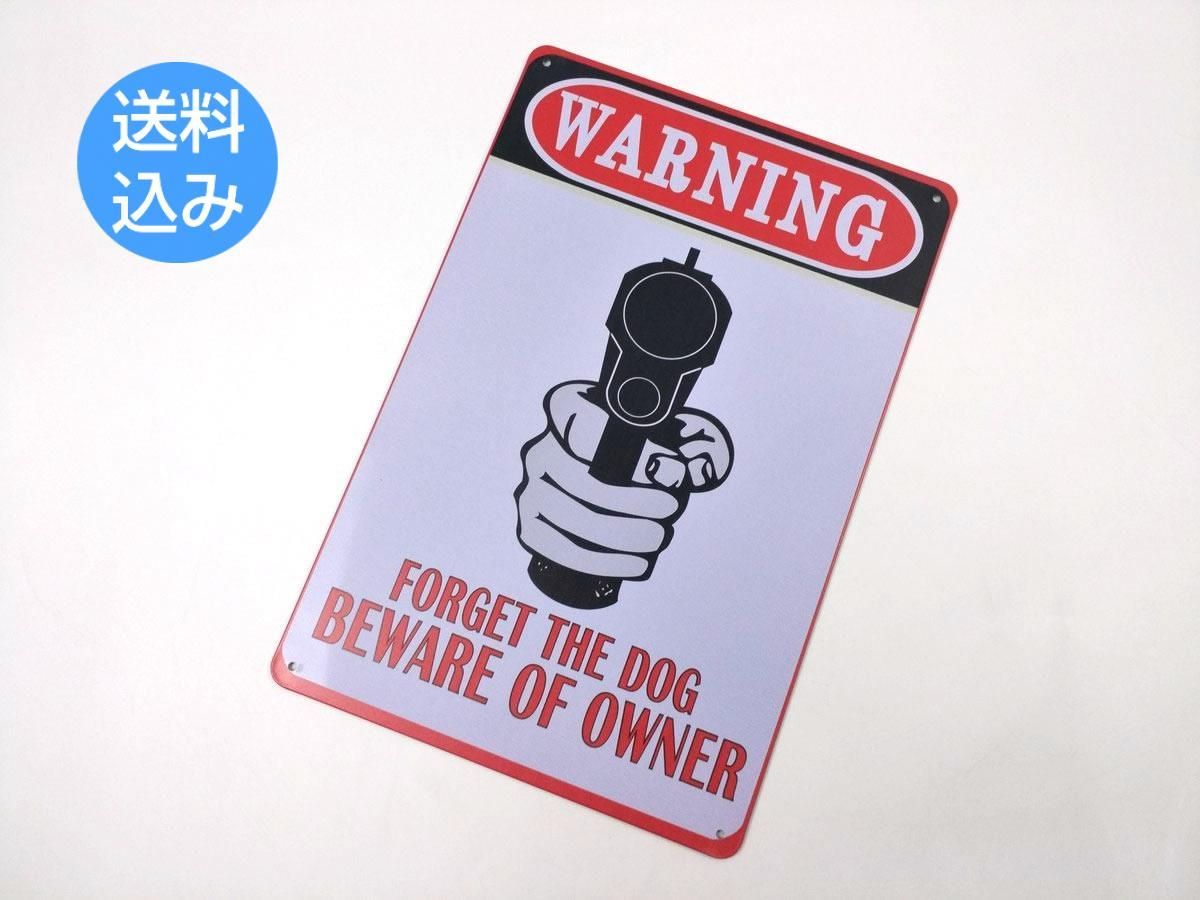 送料
込み
WARNING
FORGET THE DOG
BEWARE OF OWNER